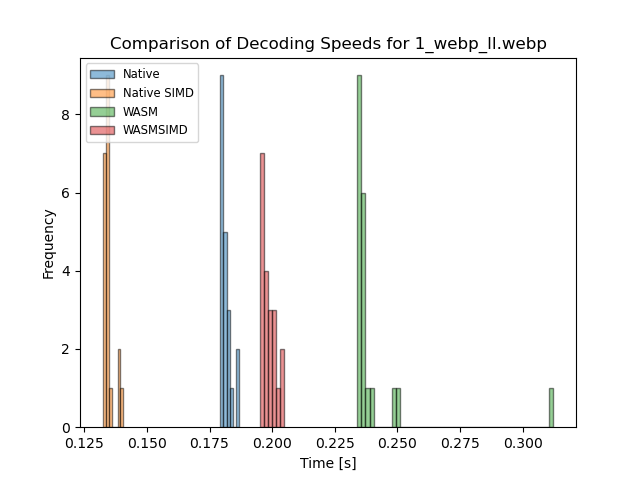 Comparison of Decoding Speeds for 1_webp_ll.webp
Native
Native SIMD
WASM
WASMSIMD
Frequency
8
6
4
2
0
0.125 0.150 0.175 0.200 0.225 0.250 0.275 0.300
Time [s]